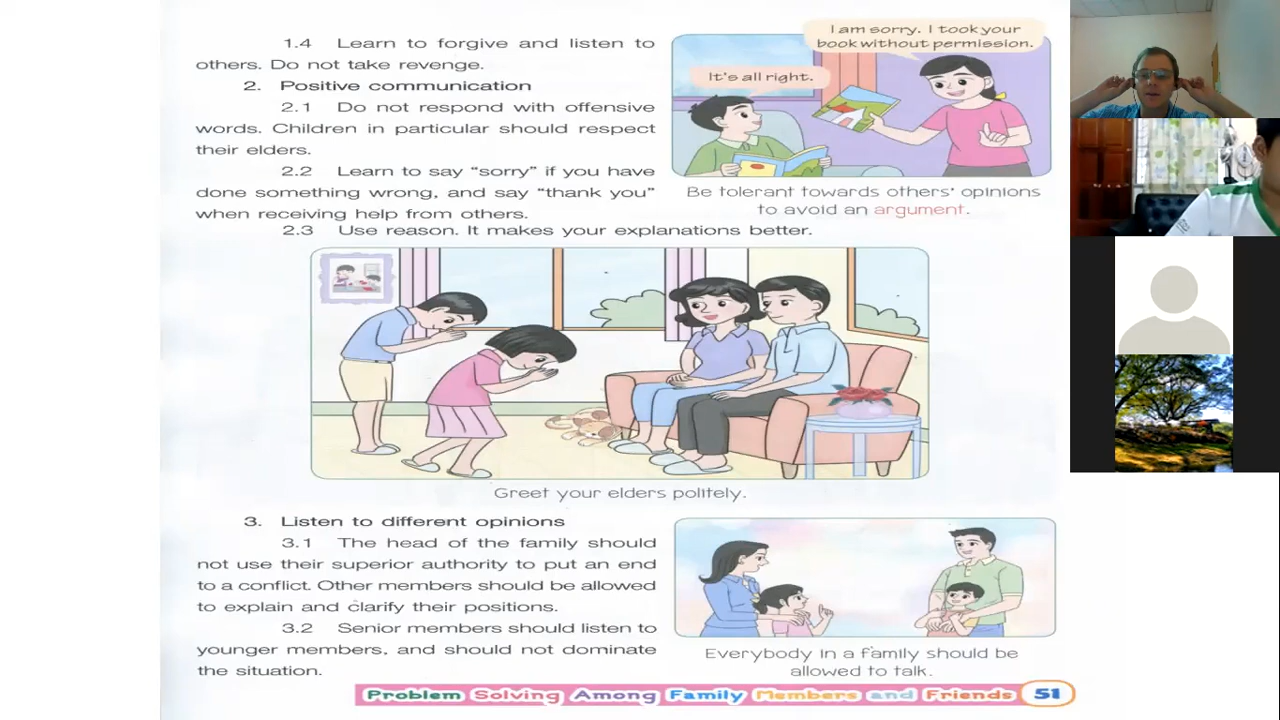 1.4 Learn to forgive and listen to
others. Do not take revenge.
2. Positive communication
2.1 Do not respond with offensive
words. Children in particular should respect
their elders.
2.2 Learn to say “sorry” if you have
done something wrong, and say “thank you”
when receiving help from others.
2.3 Use reason. It makes your explanations better.
I am sorry. I took your
book without permission.
It's all right.
Be tolerant towards others' opinions
to avoid an argument.
Greet your elders politely.
3. Listen to different opinions
3.1 The head of the family should
not use their superior authority to put an end
to a conflict. Other members should be allowed
to explain and clarify their positions.
3.2 Senior members should listen to
younger members, and should not dominate
the situation.
Everybody in a family should be
allowed to talk.
Problem Solving Among Family Members and Friends 51